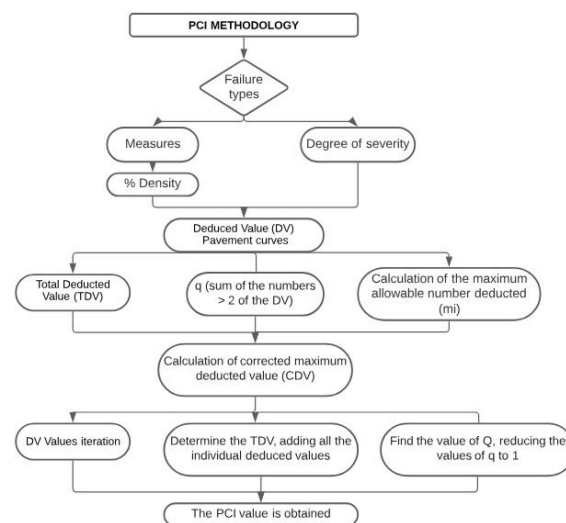 PCI METHODOLOGY
Failure
types
Measures
Degree of severity
% Density
Deduced Value (DV)
Pavement curves
Total Deducted
Value (TDV)
q (sum of the numbers
> 2 of the DV)
Calculation of the maximum
allowable number deducted
(mi)
Calculation of corrected maximum
deducted value (CDV)
DV Values iteration
Determine the TDV, adding all the
individual deduced values
Find the value of Q, reducing the
values of q to 1
The PCI value is obtained